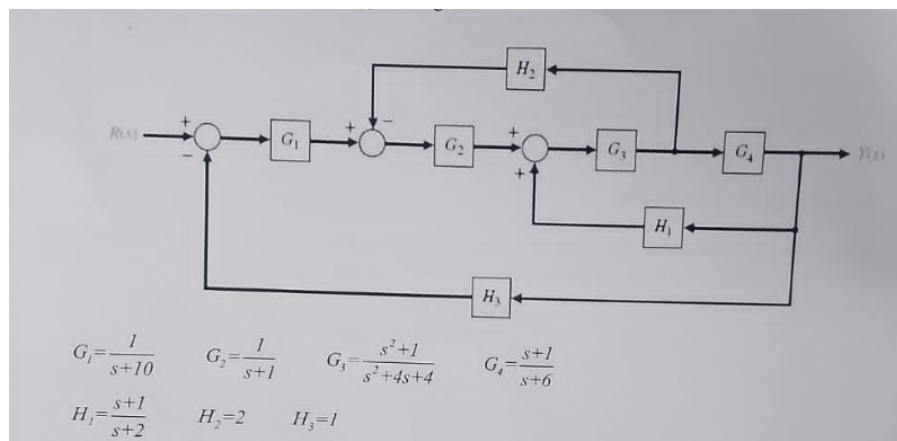 H₂
R(s) + G₁ + − G₂ + G₃ G₄ Y(s)
−
+
H₁
H₃
G₁=1/(s+10) G₂=1/(s+1) G₃=(s²+1)/(s²+4s+4) G₄=(s+1)/(s+6)
H₁=(s+1)/(s+2) H₂=2 H₃=1